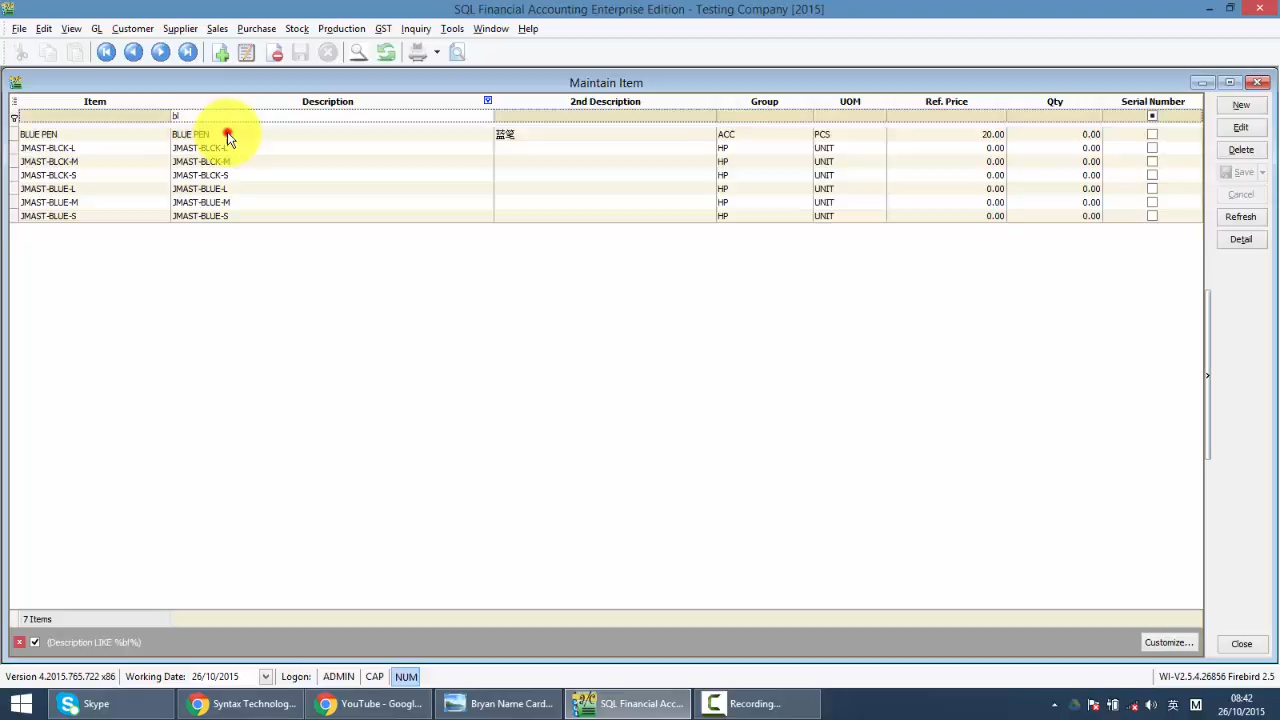 SQL Financial Accounting Enterprise Edition - Testing Company [2015]
File Edit View GL Customer Supplier Sales Purchase Stock Production GST Inquiry Tools Window Help
Maintain Item
Item Description 2nd Description Group UOM Ref. Price Qty Serial Number
bl
BLUE PEN BLUE PEN 蓝笔 ACC PCS 20.00 0.00
JMAST-BLCK-L JMAST-BLCK-L HP UNIT 0.00 0.00
JMAST-BLCK-M JMAST-BLCK-M HP UNIT 0.00 0.00
JMAST-BLCK-S JMAST-BLCK-S HP UNIT 0.00 0.00
JMAST-BLUE-L JMAST-BLUE-L HP UNIT 0.00 0.00
JMAST-BLUE-M JMAST-BLUE-M HP UNIT 0.00 0.00
JMAST-BLUE-S JMAST-BLUE-S HP UNIT 0.00 0.00
New
Edit
Delete
Save
Cancel
Refresh
Detail
7 Items
(Description LIKE %bl%)
Customize...
Close
Version 4.2015.765.722 x86 Working Date: 26/10/2015 Logon: ADMIN CAP NUM WI-V2.5.4.26856 Firebird 2.5
Skype Syntax Technolog... YouTube - Googl... Bryan Name Card... SQL Financial Acc... Recording... 英 M 08:42
26/10/2015